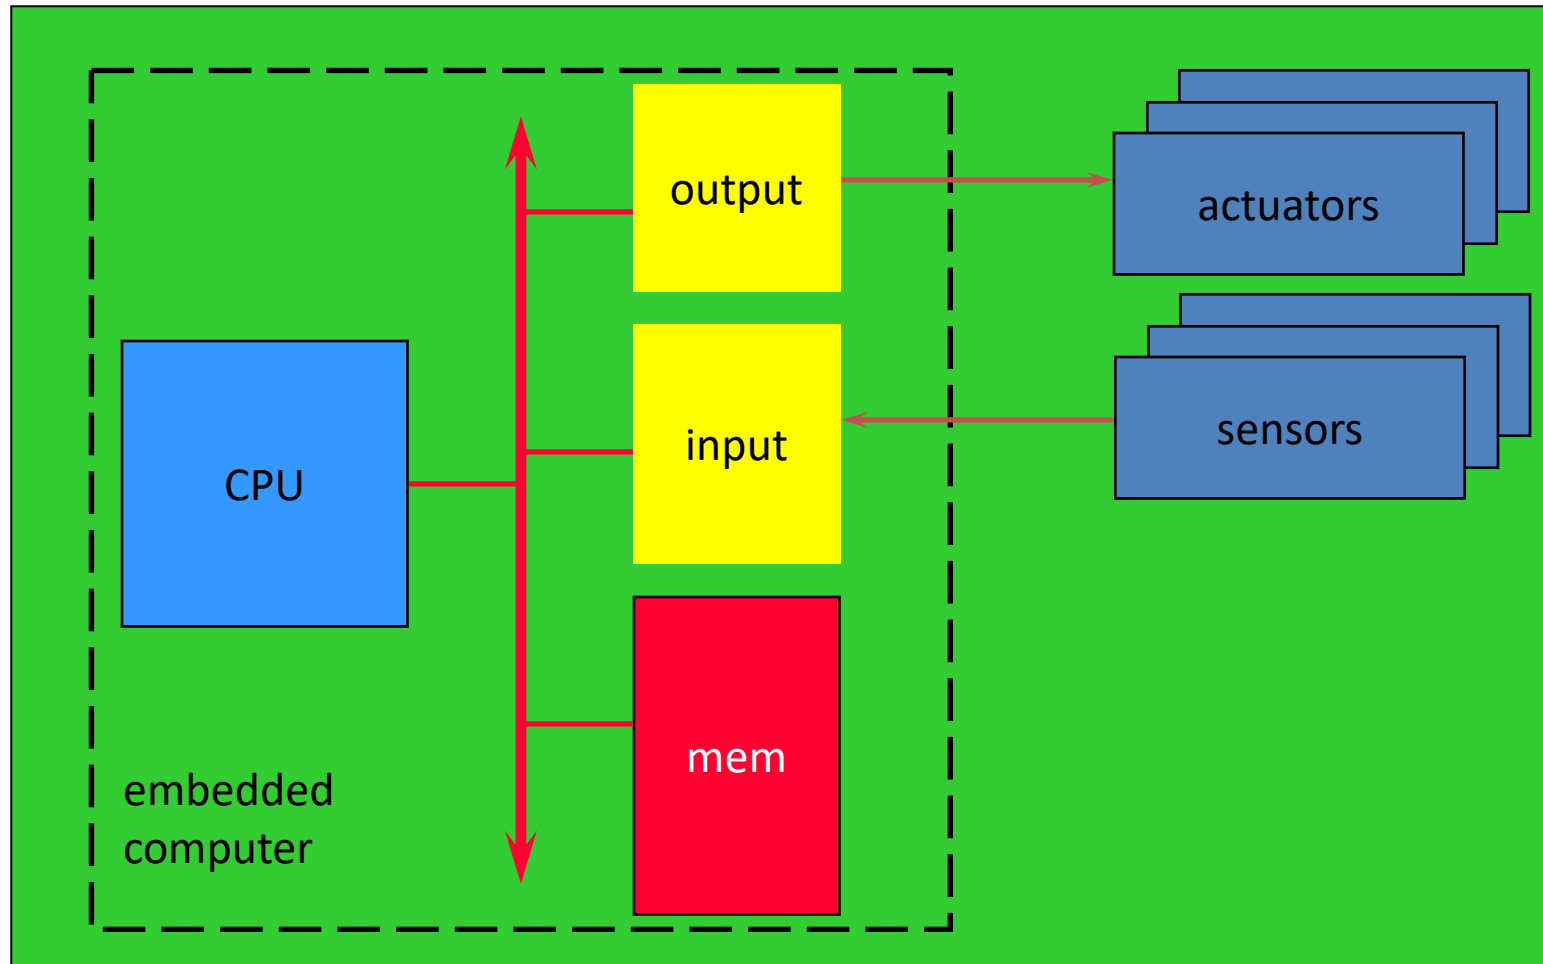 output
actuators
input
sensors
CPU
mem
embedded
computer